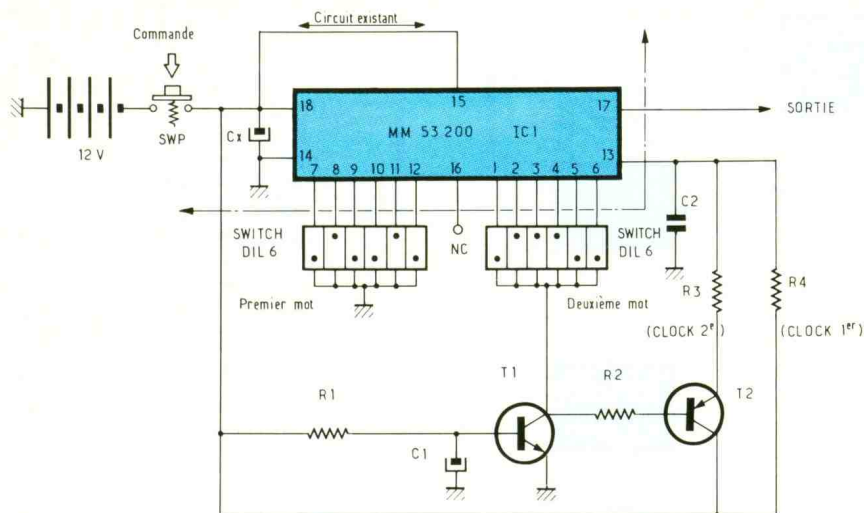 Circuit existant
Commande
12 V
SWP
Cx
18
15
17
14
13
MM 53 200 IC1
7 8 9 10 11 12
16
1 2 3 4 5 6
SORTIE
SWITCH
DIL 6
NC
SWITCH
DIL 6
C2
R3
R4
(CLOCK 2e)
(CLOCK 1er)
Premier mot
Deuxième mot
R1
C1
T1
R2
T2